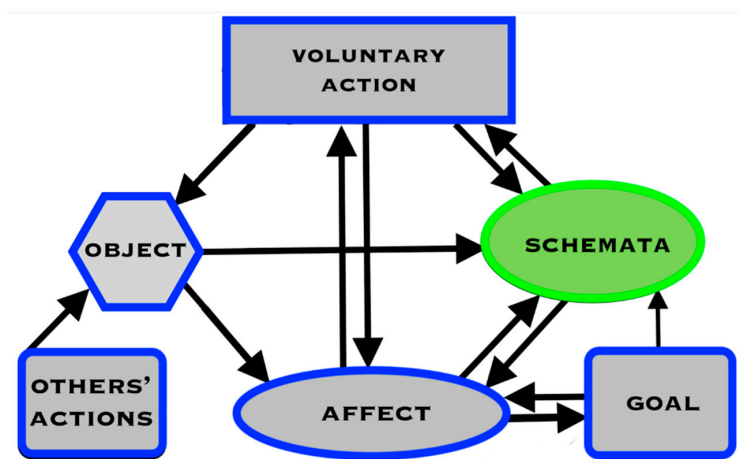 VOLUNTARY
ACTION
OBJECT
SCHEMATA
OTHERS’
ACTIONS
AFFECT
GOAL